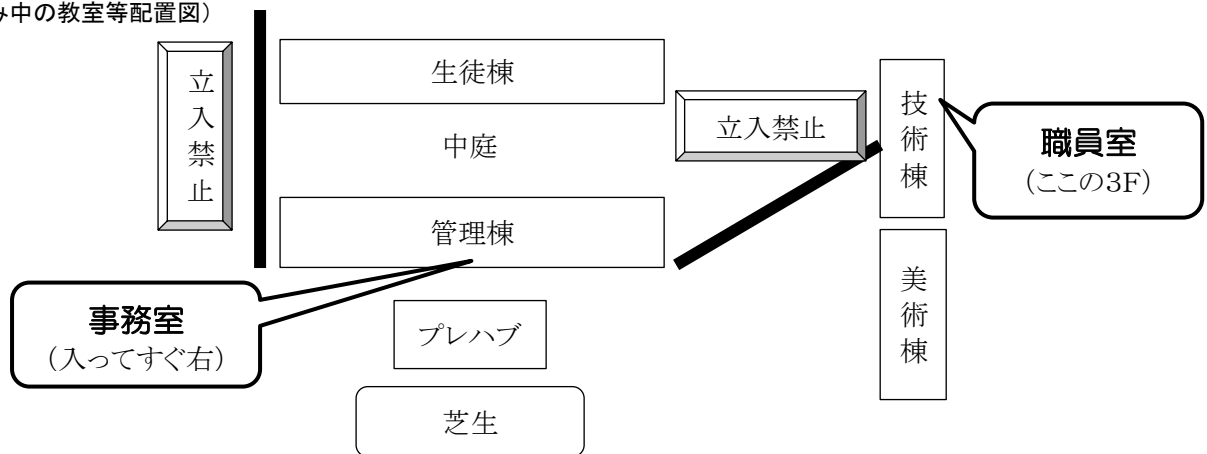 み中の教室等配置図）
立入禁止
生徒棟
中庭
管理棟
立入禁止
技術棟
職員室
（ここの3F）
美術棟
事務室
（入ってすぐ右）
プレハブ
芝生